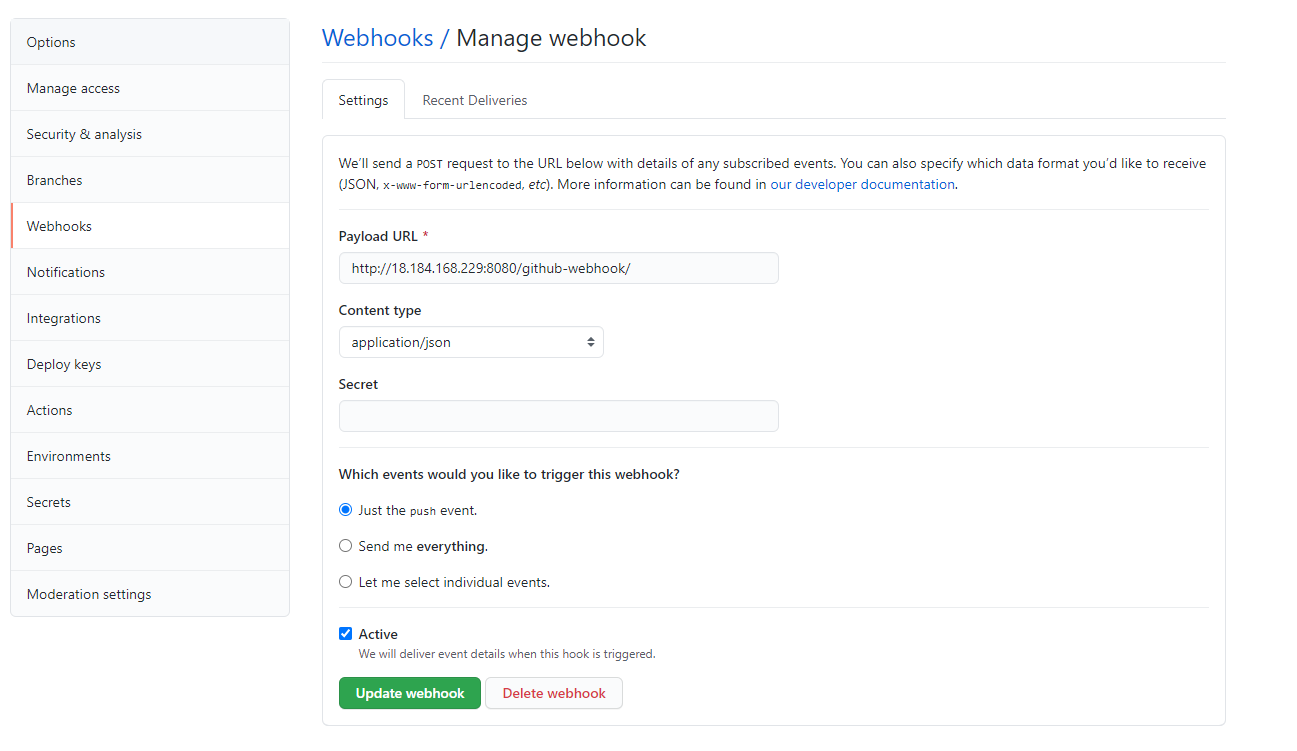 Options
Manage access
Security & analysis
Branches
Webhooks
Notifications
Integrations
Deploy keys
Actions
Environments
Secrets
Pages
Moderation settings
Webhooks / Manage webhook
Settings
Recent Deliveries
We’ll send a POST request to the URL below with details of any subscribed events. You can also specify which data format you’d like to receive
(JSON, x-www-form-urlencoded, etc). More information can be found in our developer documentation.
Payload URL *
http://18.184.168.229:8080/github-webhook/
Content type
application/json
Secret
Which events would you like to trigger this webhook?
Just the push event.
Send me everything.
Let me select individual events.
Active
We will deliver event details when this hook is triggered.
Update webhook
Delete webhook